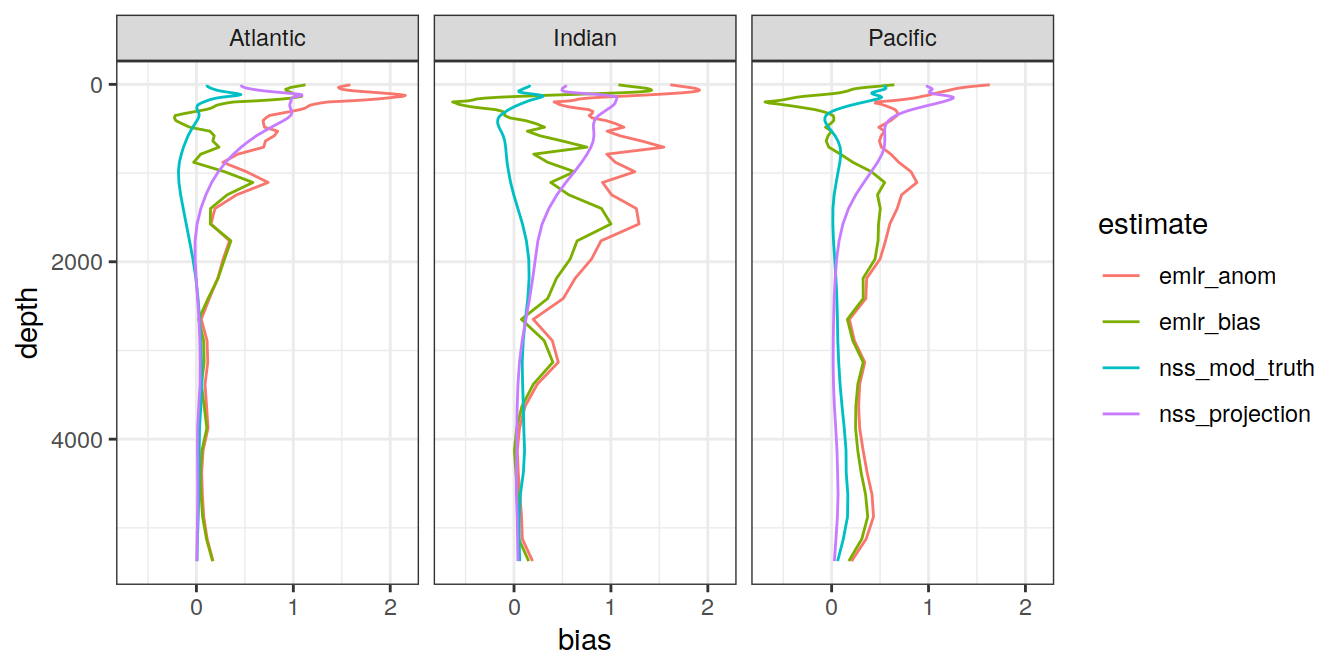 Atlantic Indian Pacific
0
2000
4000
depth
0 1 2 0 1 2 0 1 2
bias
estimate
emlr_anom
emlr_bias
nss_mod_truth
nss_projection